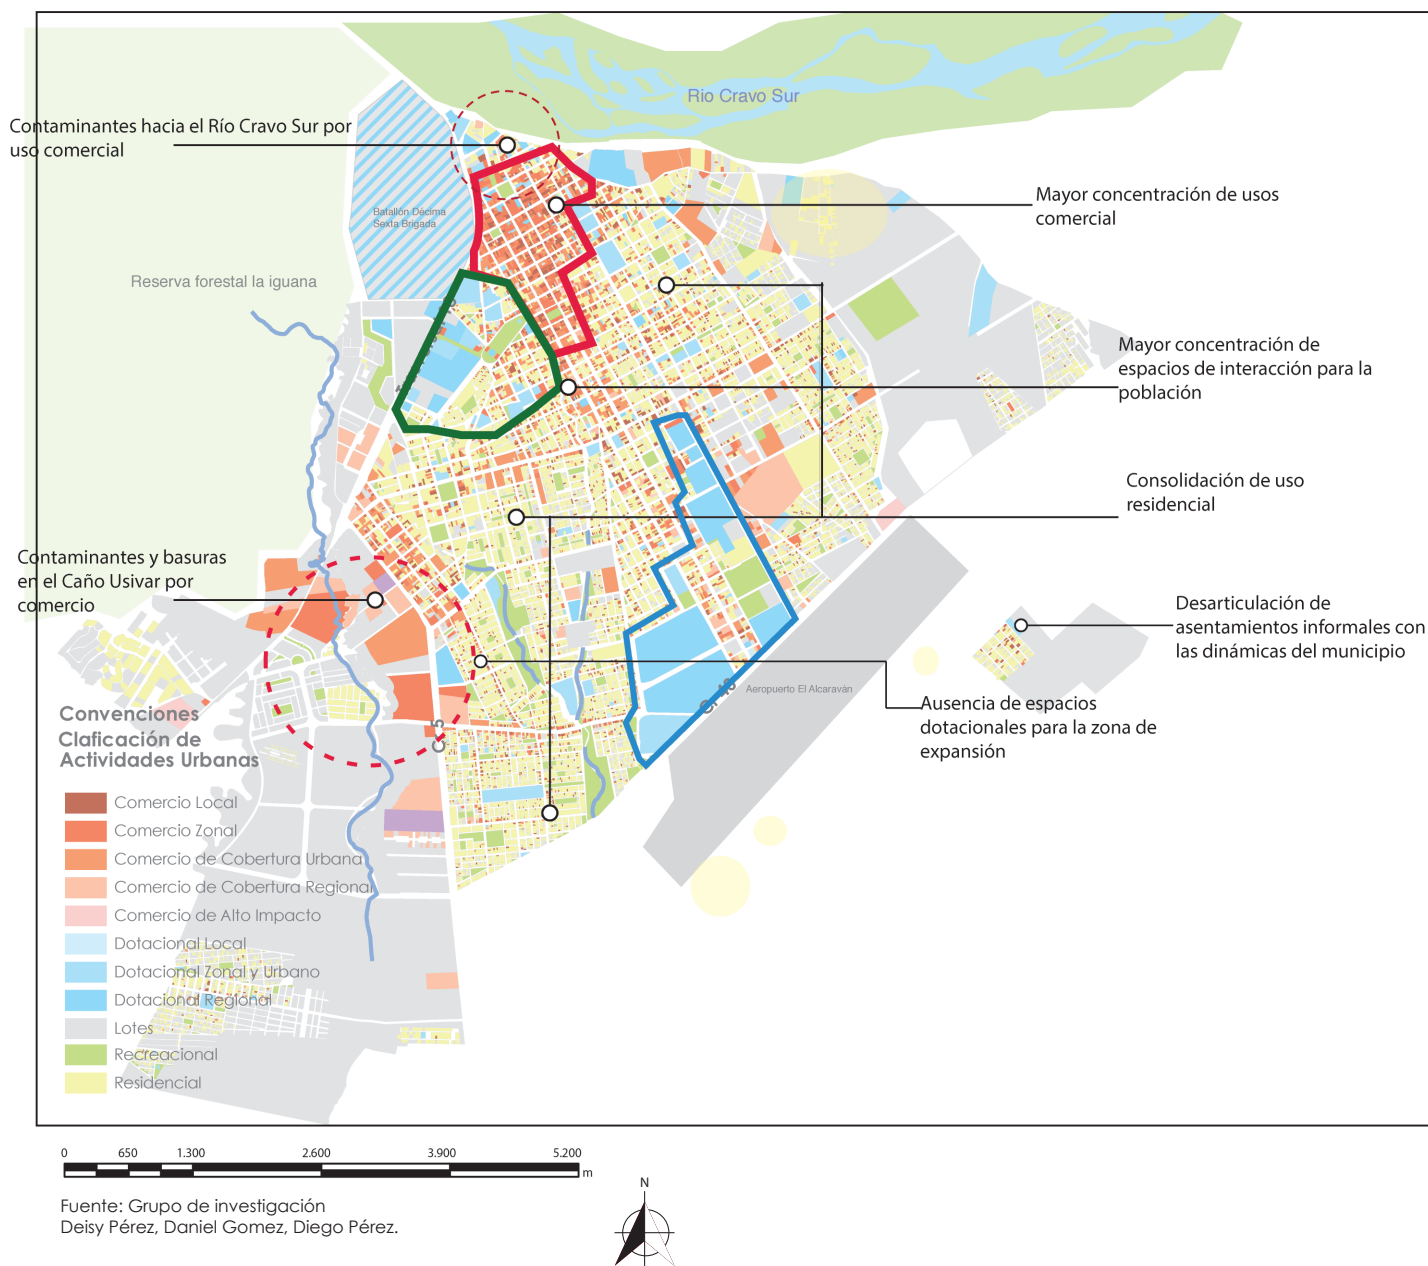 Rio Cravo Sur
Contaminantes hacia el Río Cravo Sur por
uso comercial
Mayor concentración de usos
comercial
Batallón Décima
Sexta Brigada
Reserva forestal la iguana
Mayor concentración de
espacios de interacción para la
población
Consolidación de uso
residencial
Contaminantes y basuras
en el Caño Usivar por
comercio
Desarticulación de
asentamientos informales con
las dinámicas del municipio
Aeropuerto El Alcaraván
Ausencia de espacios
dotacionales para la zona de
expansión
Convenciones
Claficación de
Actividades Urbanas
Comercio Local
Comercio Zonal
Comercio de Cobertura Urbana
Comercio de Cobertura Regional
Comercio de Alto Impacto
Dotacional Local
Dotacional Zonal y Urbano
Dotacional Regional
Lotes
Recreacional
Residencial
0 650 1.300 2.600 3.900 5.200
m
Fuente: Grupo de investigación
Deisy Pérez, Daniel Gomez, Diego Pérez.
N